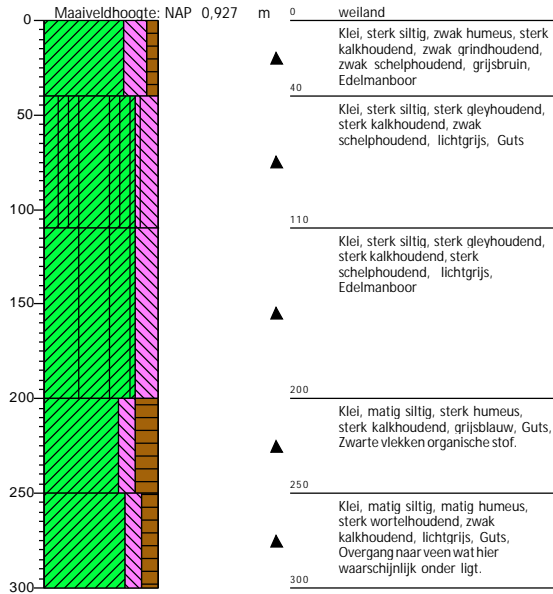 Maaiveldhoogte: NAP 0,927 m
0 weiland
Klei, sterk siltig, zwak humeus, sterk
kalkhoudend, zwak grindhoudend,
zwak schelphoudend, grijsbruin,
Edelmanboor
40
Klei, sterk siltig, sterk gleyhoudend,
sterk kalkhoudend, zwak
schelphoudend, lichtgrijs, Guts
110
Klei, sterk siltig, sterk gleyhoudend,
sterk kalkhoudend, sterk
schelphoudend, lichtgrijs,
Edelmanboor
200
Klei, matig siltig, sterk humeus,
sterk kalkhoudend, grijsblauw, Guts,
Zwarte vlekken organische stof.
250
Klei, matig siltig, matig humeus,
sterk wortelhoudend, zwak
kalkhoudend, lichtgrijs, Guts,
Overgang naar veen wat hier
waarschijnlijk onder ligt.
300
0
50
100
150
200
250
300